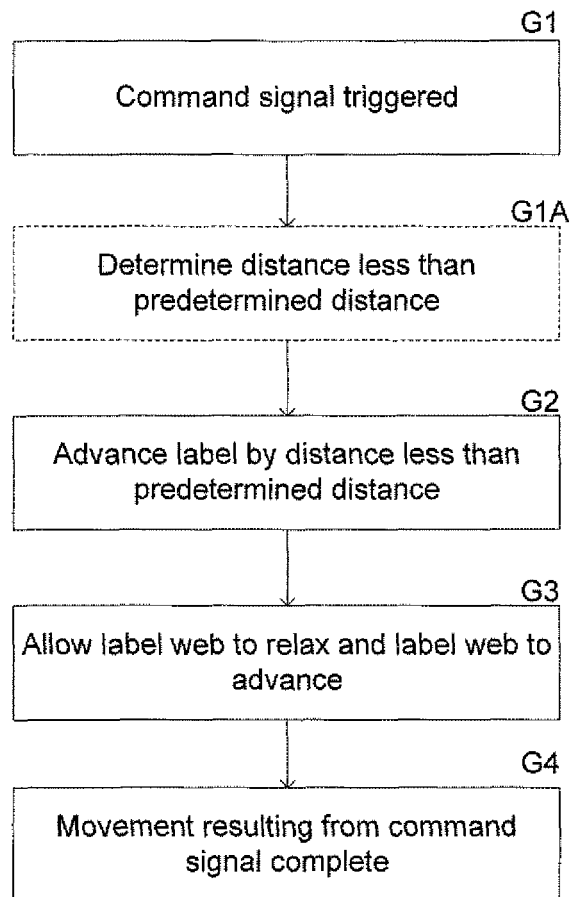 G1
Command signal triggered
G1A
Determine distance less than
predetermined distance
G2
Advance label by distance less than
predetermined distance
G3
Allow label web to relax and label web to
advance
G4
Movement resulting from command
signal complete